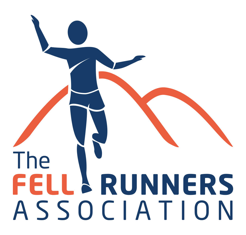 The
FELL RUNNERS
ASSOCIATION